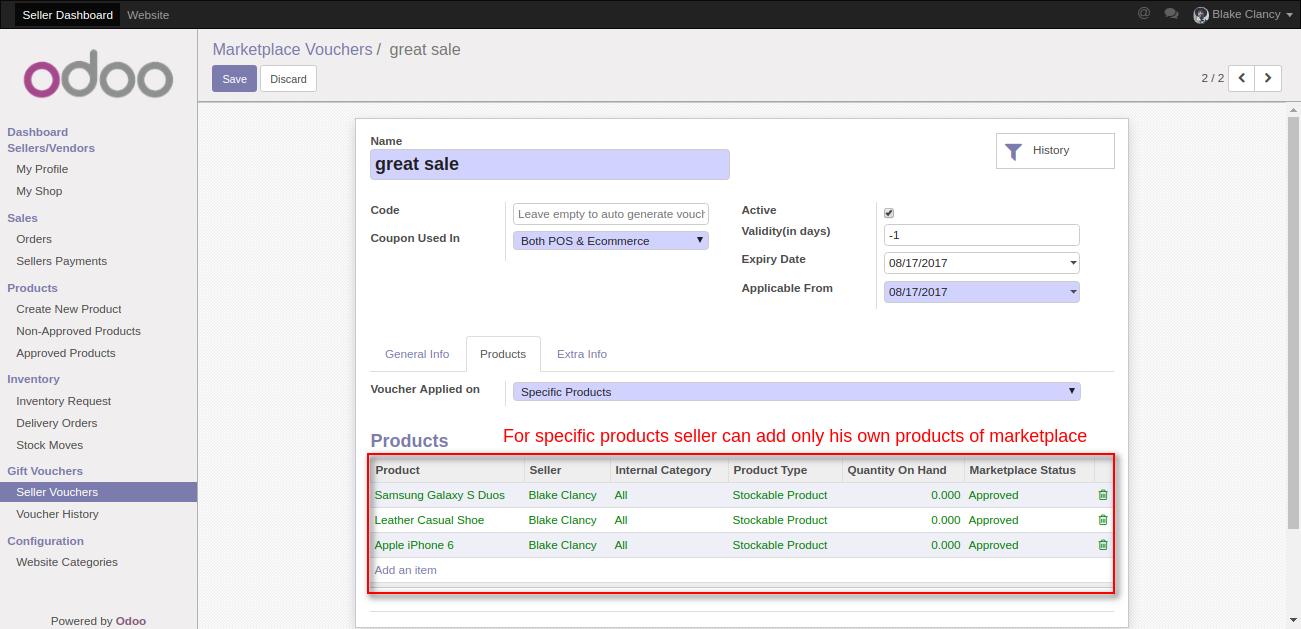 Seller Dashboard Website @ Blake Clancy
odoo
Dashboard
Sellers/Vendors
My Profile
My Shop
Sales
Orders
Sellers Payments
Products
Create New Product
Non-Approved Products
Approved Products
Inventory
Inventory Request
Delivery Orders
Stock Moves
Gift Vouchers
Seller Vouchers
Voucher History
Configuration
Website Categories
Powered by Odoo
Marketplace Vouchers / great sale
Save Discard 2 / 2
Name
great sale
History
Code Leave empty to auto generate vouch
Coupon Used In Both POS & Ecommerce
Active
Validity(in days) -1
Expiry Date 08/17/2017
Applicable From 08/17/2017
General Info Products Extra Info
Voucher Applied on Specific Products
Products For specific products seller can add only his own products of marketplace
Product Seller Internal Category Product Type Quantity On Hand Marketplace Status
Samsung Galaxy S Duos Blake Clancy All Stockable Product 0.000 Approved
Leather Casual Shoe Blake Clancy All Stockable Product 0.000 Approved
Apple iPhone 6 Blake Clancy All Stockable Product 0.000 Approved
Add an item